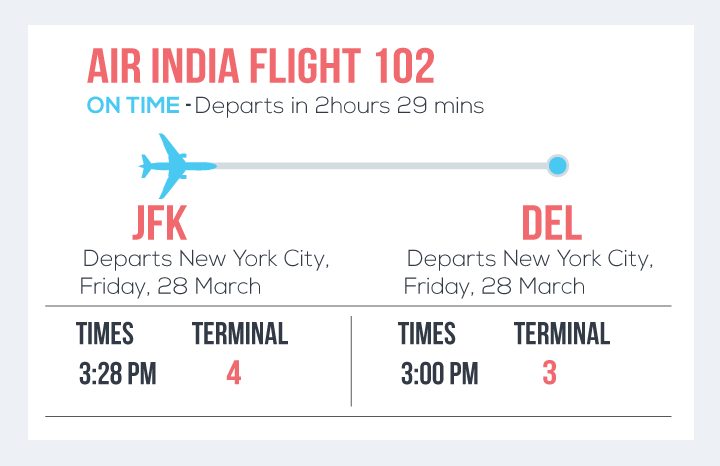 AIR INDIA FLIGHT 102
ON TIME - Departs in 2hours 29 mins
JFK
Departs New York City,
Friday, 28 March
DEL
Departs New York City,
Friday, 28 March
TIMES TERMINAL
3:28 PM 4
TIMES TERMINAL
3:00 PM 3